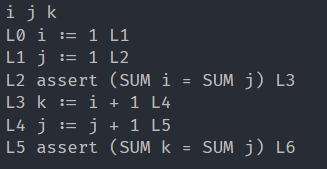 i j k
L0 i := 1 L1
L1 j := 1 L2
L2 assert (SUM i = SUM j) L3
L3 k := i + 1 L4
L4 j := j + 1 L5
L5 assert (SUM k = SUM j) L6